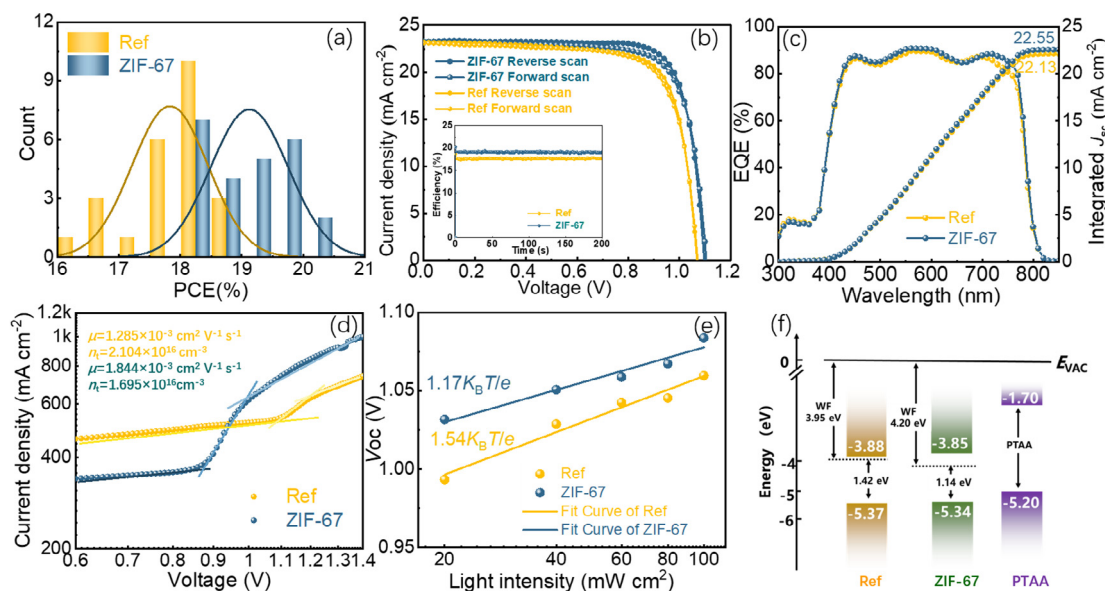 (a)
Ref
ZIF-67
Count
12
9
6
3
0
16 17 18 19 20 21
PCE(%)
(b)
Current density (mA cm-2)
25
20
15
10
5
0
ZIF-67 Reverse scan
ZIF-67 Forward scan
Ref Reverse scan
Ref Forward scan
Efficiency (%)
25
20
15
10
5
0
Ref
ZIF-67
0 50 100 150 200
Time (s)
0.0 0.2 0.4 0.6 0.8 1.0 1.2
Voltage (V)
(c)
EQE (%)
100
80
60
40
20
0
22.55
22.13
Ref
ZIF-67
25
20
15
10
5
0
Integrated Jsc (mA cm-2)
300 400 500 600 700 800
Wavelength (nm)
(d)
Current density (mA cm-2)
1.2k
1k
800
600
400
200
μ=1.285×10-3 cm2 V-1 s-1
nt=2.104×1016 cm-3
μ=1.844×10-3 cm2 V-1 s-1
nt=1.695×1016cm-3
Ref
ZIF-67
0.6 0.7 0.8 0.9 1 1.1 1.2 1.3 1.4
Voltage (V)
(e)
Voc (V)
1.10
1.05
1.00
0.95
1.17KBT/e
1.54KBT/e
Ref
ZIF-67
Fit Curve of Ref
Fit Curve of ZIF-67
20 40 60 80 100
Light intensity (mW cm2)
(f)
Energy (eV)
0
-4
-5
-6
EVAC
WF
3.95 eV
WF
4.20 eV
-1.70
PTAA
-3.88
-3.85
1.42 eV
1.14 eV
-5.37
-5.34
-5.20
Ref ZIF-67 PTAA